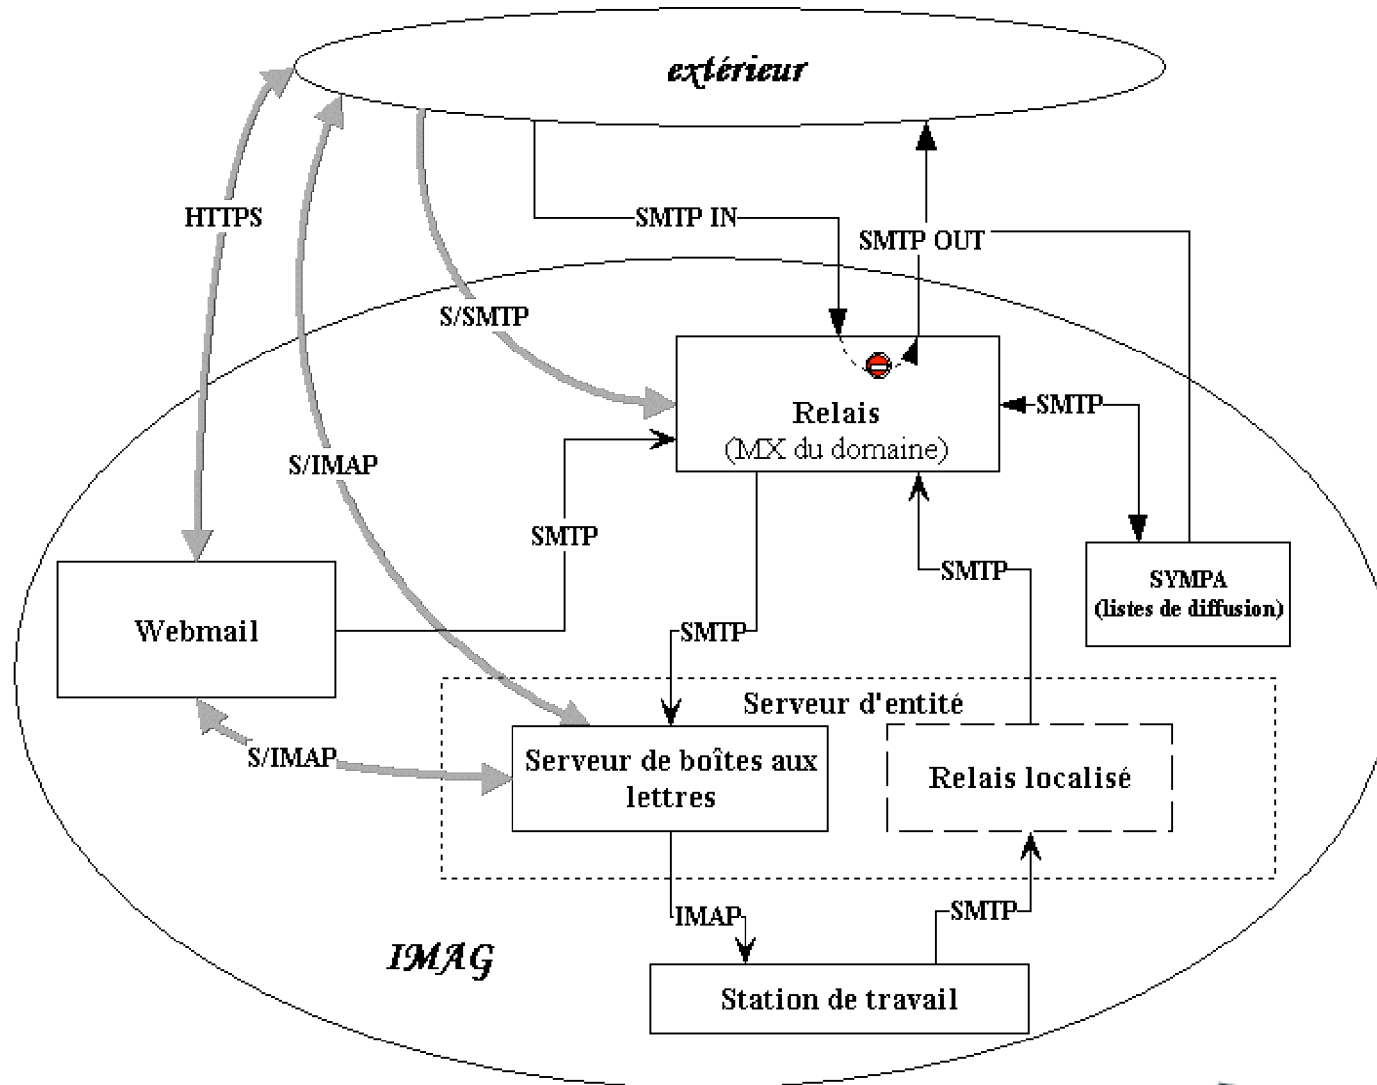 extérieur
HTTPS
SMTP IN
SMTP OUT
S/SMTP
Relais
(MX du domaine)
SMTP
S/IMAP
SMTP
SMTP
SYMPA
(listes de diffusion)
Webmail
SMTP
Serveur d'entité
S/IMAP
Serveur de boîtes aux
lettres
Relais localisé
IMAP
SMTP
IMAG
Station de travail